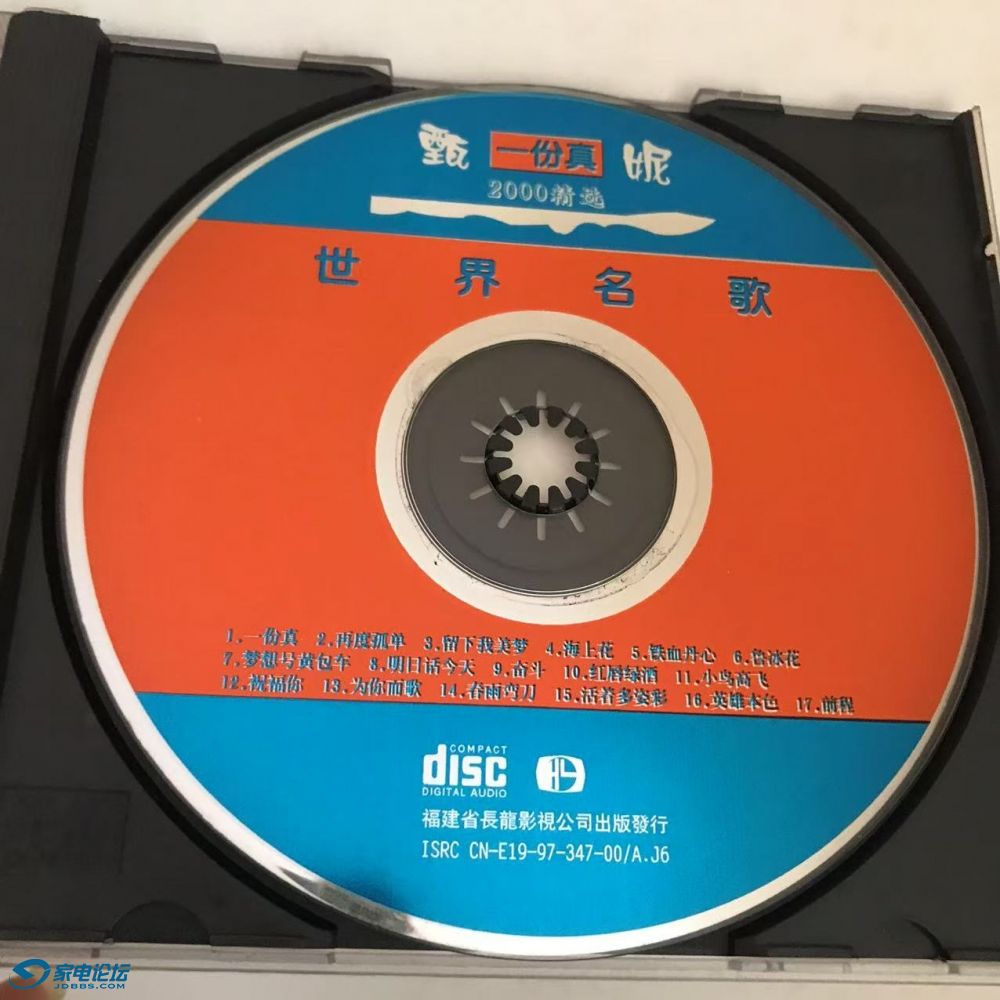 甄 一份真 妮
2000精选
世界名歌
1.一份真 2.再度孤单 3.留下我美梦 4.海上花 5.铁血丹心 6.鲁冰花
7.梦想号黄包车 8.明日话今天 9.奋斗 10.红唇绿酒 11.小鸟高飞
12.祝福你 13.为你而歌 14.春雨弯刀 15.活着多姿彩 16.英雄本色 17.前程
COMPACT
disc
DIGITAL AUDIO
福建省長龍影視公司出版發行
ISRC CN-E19-97-347-00/A.J6
家电论坛
JDBBS.COM